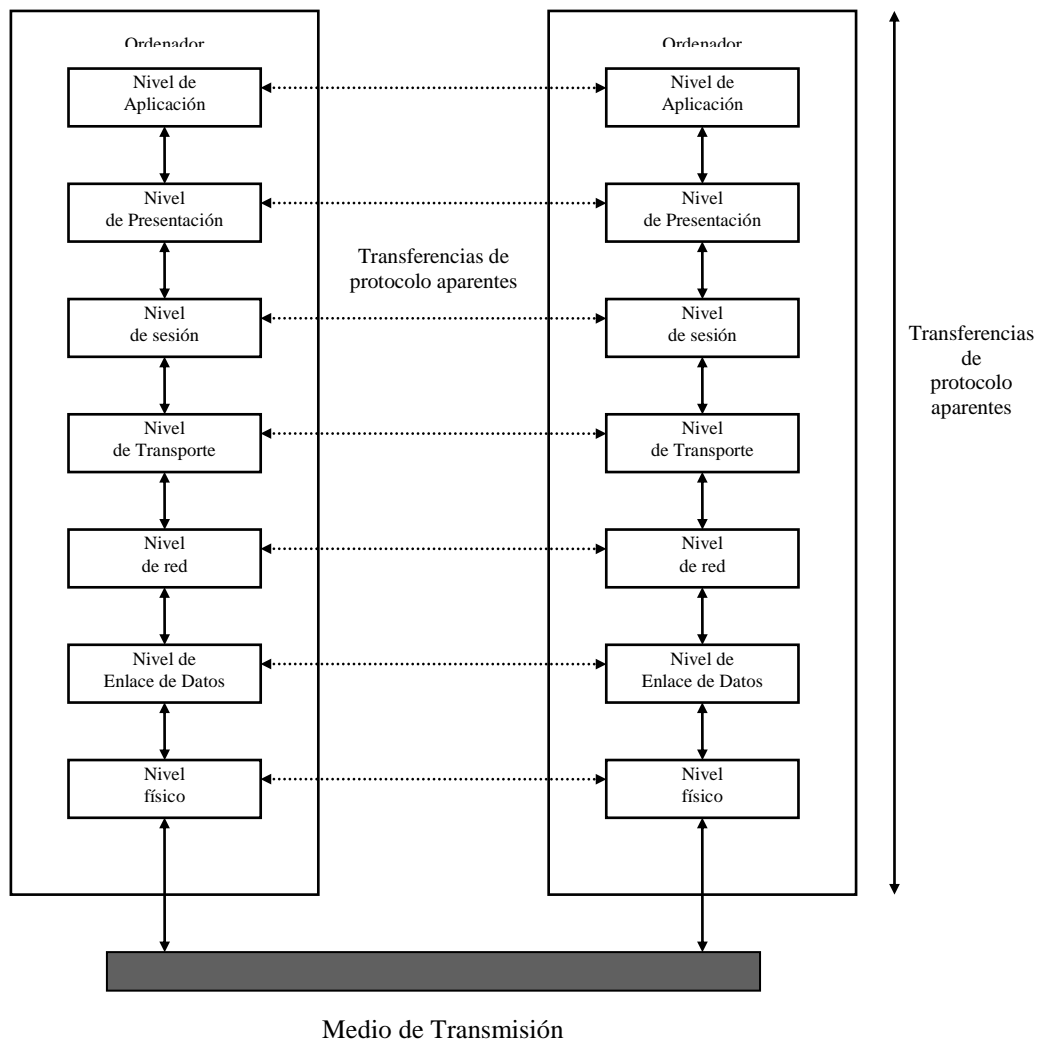 Ordenador
Ordenador
Nivel de
Aplicación
Nivel de
Aplicación
Nivel
de Presentación
Nivel
de Presentación
Transferencias de
protocolo aparentes
Nivel
de sesión
Nivel
de sesión
Transferencias
de
protocolo
aparentes
Nivel
de Transporte
Nivel
de Transporte
Nivel
de red
Nivel
de red
Nivel de
Enlace de Datos
Nivel de
Enlace de Datos
Nivel
físico
Nivel
físico
Medio de Transmisión